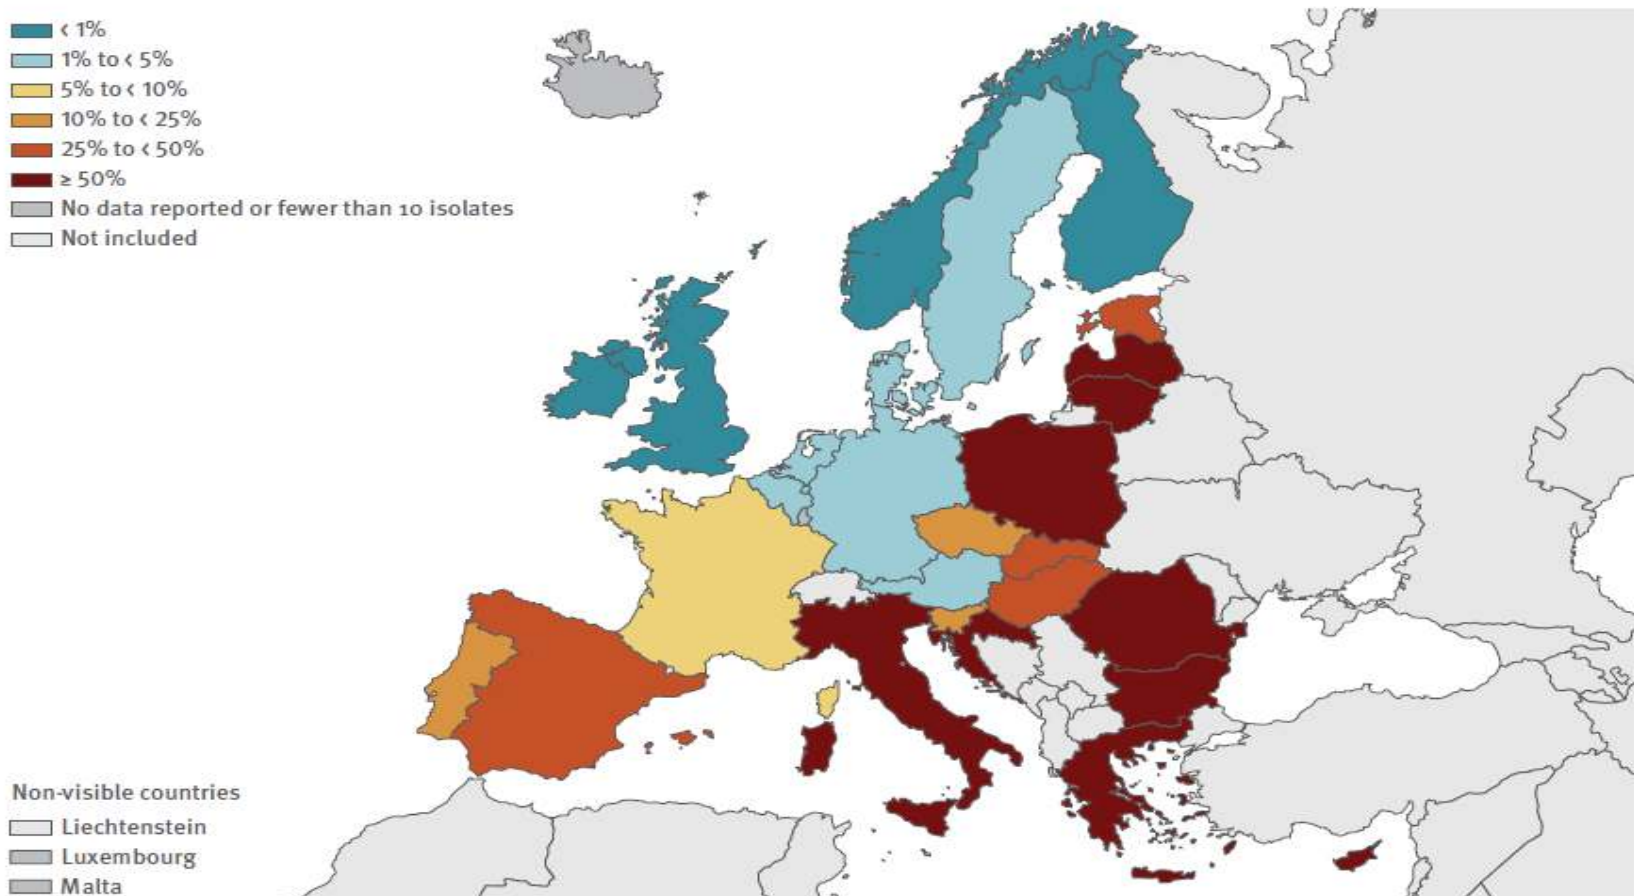 < 1%
1% to < 5%
5% to < 10%
10% to < 25%
25% to < 50%
≥ 50%
No data reported or fewer than 10 isolates
Not included
Non-visible countries
Liechtenstein
Luxembourg
Malta